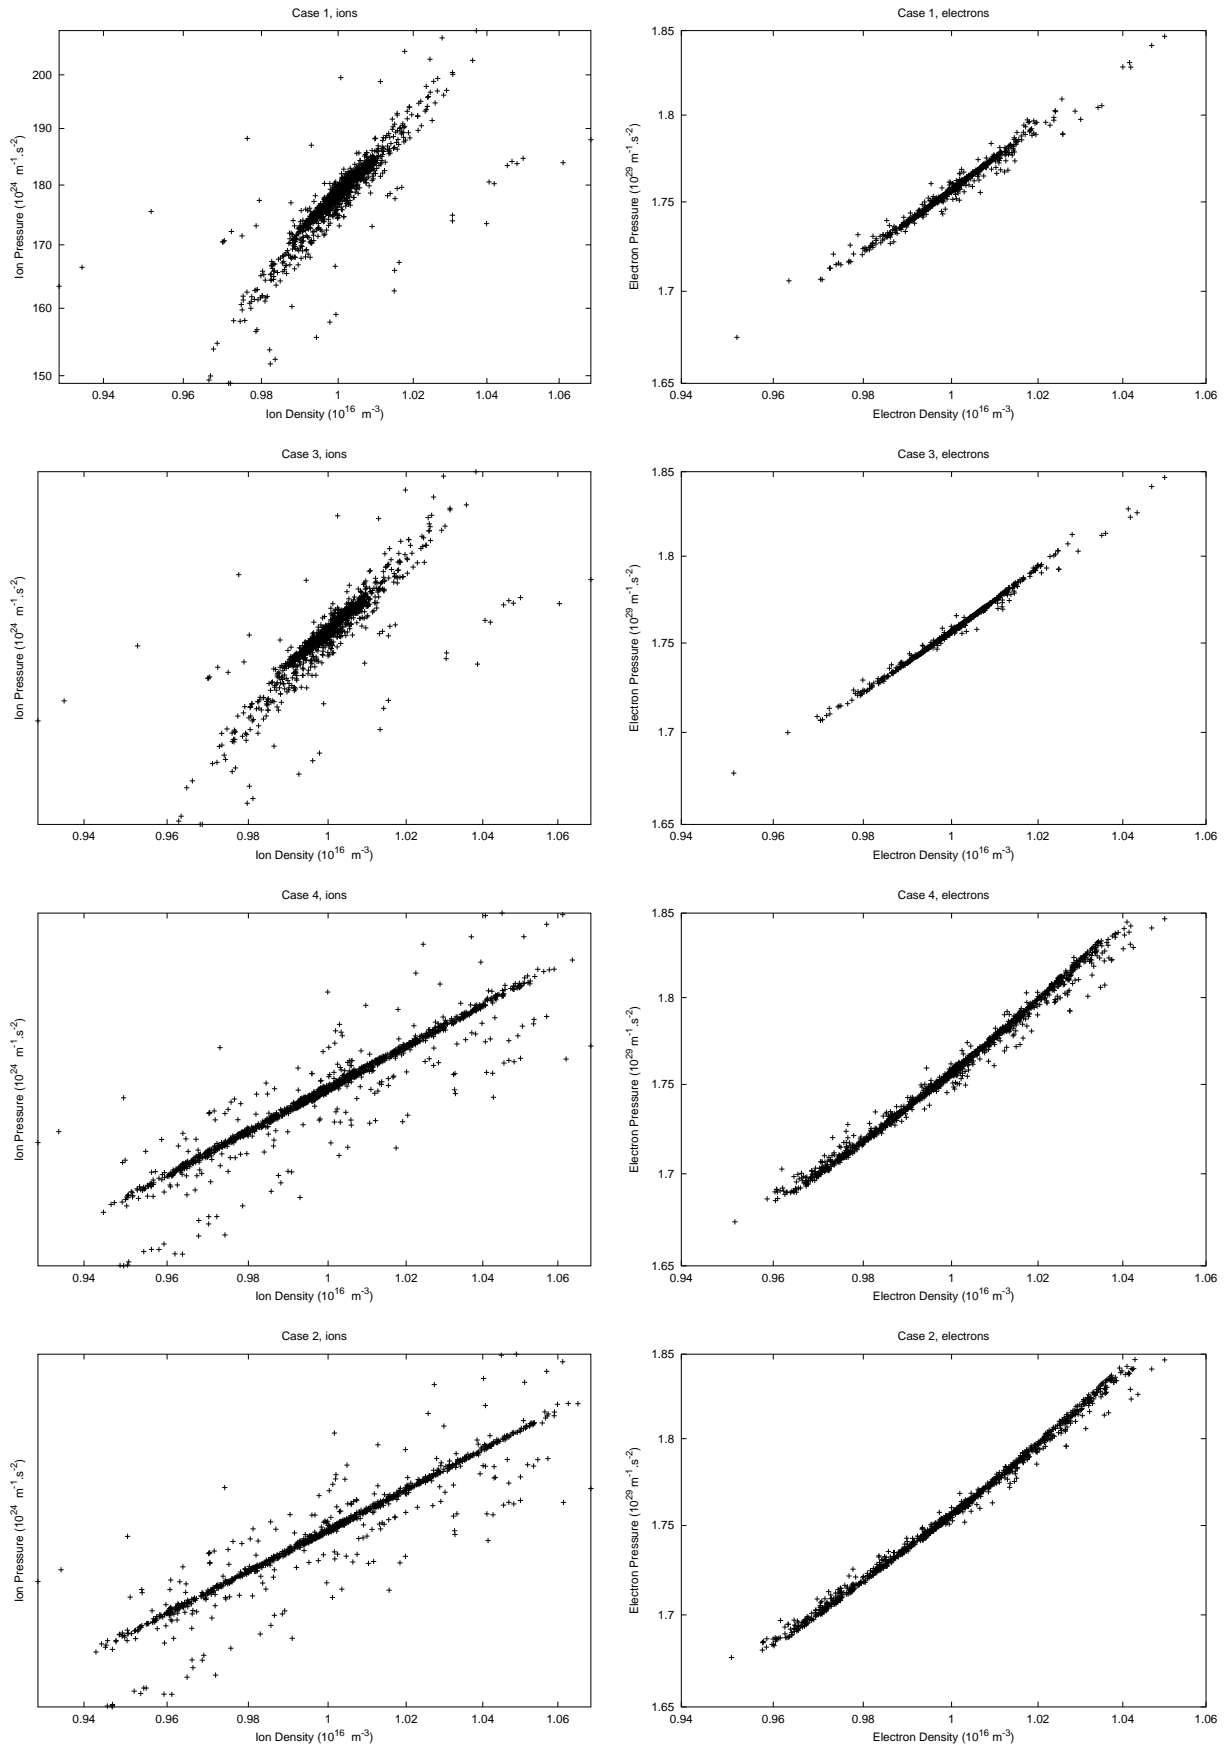 Case 1, ions
200
190
180
170
160
150
Ion Pressure (10^24 m^-1.s^-2)
0.94 0.96 0.98 1 1.02 1.04 1.06
Ion Density (10^16 m^-3)
Case 1, electrons
1.85
1.8
1.75
1.7
1.65
Electron Pressure (10^29 m^-1.s^-2)
0.94 0.96 0.98 1 1.02 1.04 1.06
Electron Density (10^16 m^-3)
Case 3, ions
Ion Pressure (10^24 m^-1.s^-2)
0.94 0.96 0.98 1 1.02 1.04 1.06
Ion Density (10^16 m^-3)
Case 3, electrons
1.85
1.8
1.75
1.7
1.65
Electron Pressure (10^29 m^-1.s^-2)
0.94 0.96 0.98 1 1.02 1.04 1.06
Electron Density (10^16 m^-3)
Case 4, ions
Ion Pressure (10^24 m^-1.s^-2)
0.94 0.96 0.98 1 1.02 1.04 1.06
Ion Density (10^16 m^-3)
Case 4, electrons
1.85
1.8
1.75
1.7
1.65
Electron Pressure (10^29 m^-1.s^-2)
0.94 0.96 0.98 1 1.02 1.04 1.06
Electron Density (10^16 m^-3)
Case 2, ions
Ion Pressure (10^24 m^-1.s^-2)
0.94 0.96 0.98 1 1.02 1.04 1.06
Ion Density (10^16 m^-3)
Case 2, electrons
1.85
1.8
1.75
1.7
1.65
Electron Pressure (10^29 m^-1.s^-2)
0.94 0.96 0.98 1 1.02 1.04 1.06
Electron Density (10^16 m^-3)